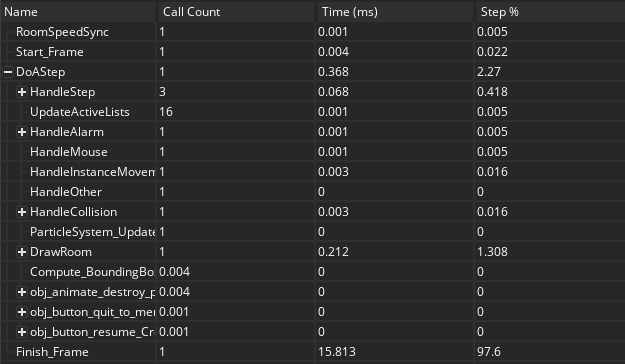 Name Call Count Time (ms) Step %
RoomSpeedSync 1 0.001 0.005
Start_Frame 1 0.004 0.022
DoAStep 1 0.368 2.27
HandleStep 3 0.068 0.418
UpdateActiveLists 16 0.001 0.005
HandleAlarm 1 0.001 0.005
HandleMouse 1 0.001 0.005
HandleInstanceMovem 1 0.003 0.016
HandleOther 1 0 0
HandleCollision 1 0.003 0.016
ParticleSystem_Update 1 0 0
DrawRoom 1 0.212 1.308
Compute_BoundingBo 0.004 0 0
obj_animate_destroy_p 0.004 0 0
obj_button_quit_to_me 0.001 0 0
obj_button_resume_Cr 0.001 0 0
Finish_Frame 1 15.813 97.6